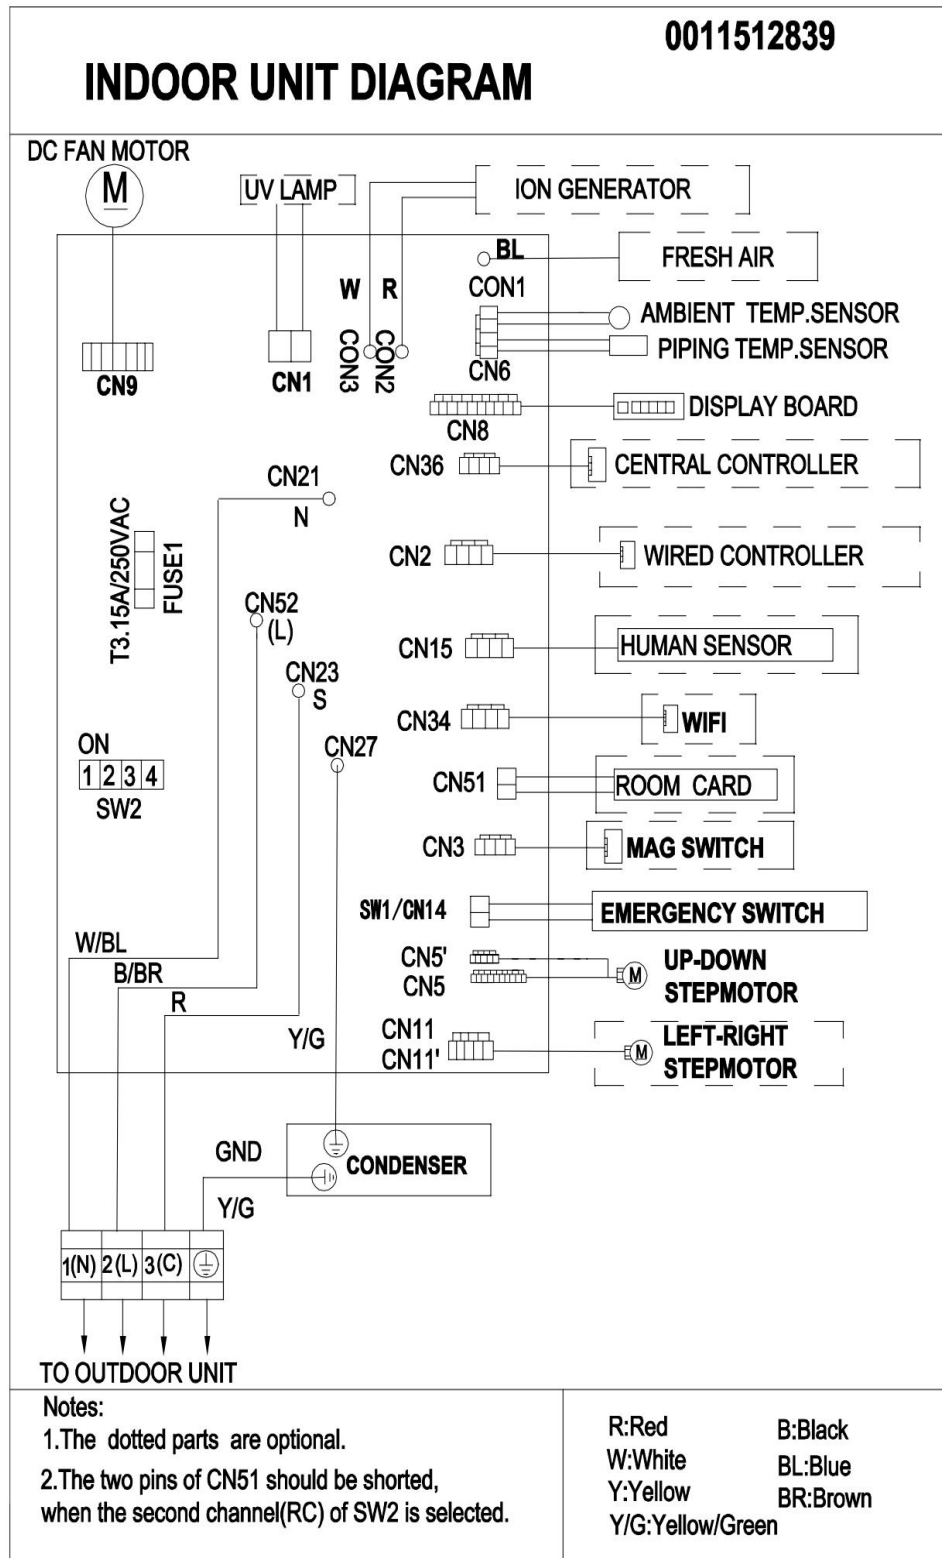 0011512839
INDOOR UNIT DIAGRAM
DC FAN MOTOR
M
UV LAMP
ION GENERATOR
BL
FRESH AIR
W R
CON1
AMBIENT TEMP.SENSOR
PIPING TEMP.SENSOR
CN9
CN1
CON3
CON2
CN6
DISPLAY BOARD
CN8
CN36
CENTRAL CONTROLLER
CN21
N
T3.15A/250VAC
FUSE1
CN2
WIRED CONTROLLER
CN52
(L)
CN15
HUMAN SENSOR
CN23
S
CN34
WIFI
ON
1 2 3 4
SW2
CN27
CN51
ROOM CARD
CN3
MAG SWITCH
SW1/CN14
EMERGENCY SWITCH
W/BL
B/BR
R
CN5'
CN5
M
UP-DOWN
STEPMOTOR
Y/G
CN11
CN11'
M
LEFT-RIGHT
STEPMOTOR
GND
CONDENSER
Y/G
1(N) 2(L) 3(C)
TO OUTDOOR UNIT
Notes:
1.The dotted parts are optional.
2.The two pins of CN51 should be shorted,
when the second channel(RC) of SW2 is selected.
R:Red B:Black
W:White BL:Blue
Y:Yellow BR:Brown
Y/G:Yellow/Green